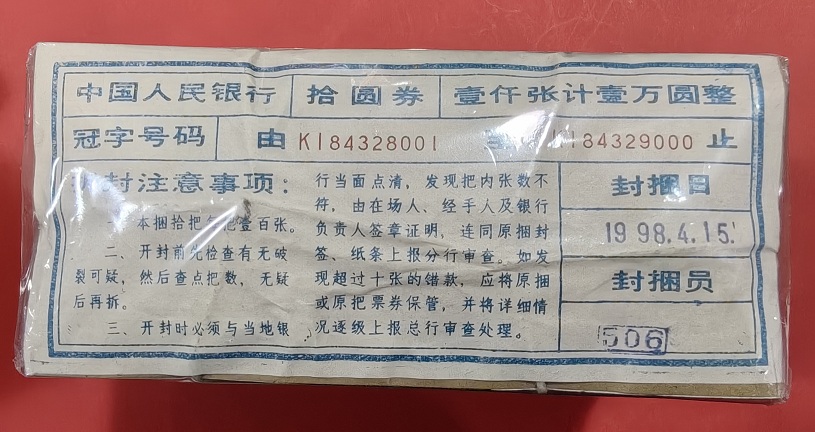 中国人民银行 拾圆券 壹仟张计壹万圆整
冠字号码 由 K184328001 184329000 止
封注意事项：
本捆拾把每把壹百张。
二、开封前先检查有无破
裂可疑，然后查点把数，无疑
后再拆。
三、开封时必须与当地银
行当面点清，发现把内张数不
符，由在场人、经手人及银行
负责人签章证明，连同原捆封
签、纸条上报分行审查。如发
现超过十张的错款，应将原捆
或原把票券保管，并将详细情
况逐级上报总行审查处理。
封捆日
1998.4.15.
封捆员
506